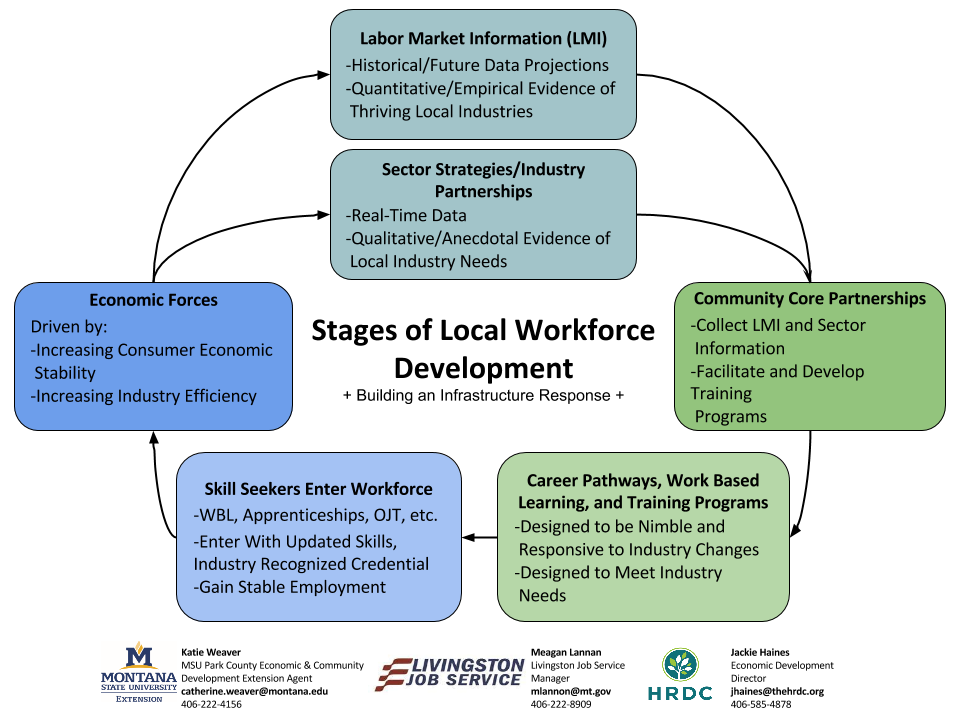 Labor Market Information (LMI)
-Historical/Future Data Projections
-Quantitative/Empirical Evidence of
Thriving Local Industries
Sector Strategies/Industry
Partnerships
-Real-Time Data
-Qualitative/Anecdotal Evidence of
Local Industry Needs
Economic Forces
Driven by:
-Increasing Consumer Economic
Stability
-Increasing Industry Efficiency
Stages of Local Workforce
Development
+ Building an Infrastructure Response +
Community Core Partnerships
-Collect LMI and Sector
Information
-Facilitate and Develop
Training
Programs
Skill Seekers Enter Workforce
-WBL, Apprenticeships, OJT, etc.
-Enter With Updated Skills,
Industry Recognized Credential
-Gain Stable Employment
Career Pathways, Work Based
Learning, and Training Programs
-Designed to be Nimble and
Responsive to Industry Changes
-Designed to Meet Industry
Needs
M
MONTANA
STATE UNIVERSITY
EXTENSION
Katie Weaver
MSU Park County Economic & Community
Development Extension Agent
catherine.weaver@montana.edu
406-222-4156
LIVINGSTON
JOB SERVICE
Meagan Lannan
Livingston Job Service
Manager
mlannon@mt.gov
406-222-8909
HRDC
Jackie Haines
Economic Development
Director
jhaines@thehrdc.org
406-585-4878